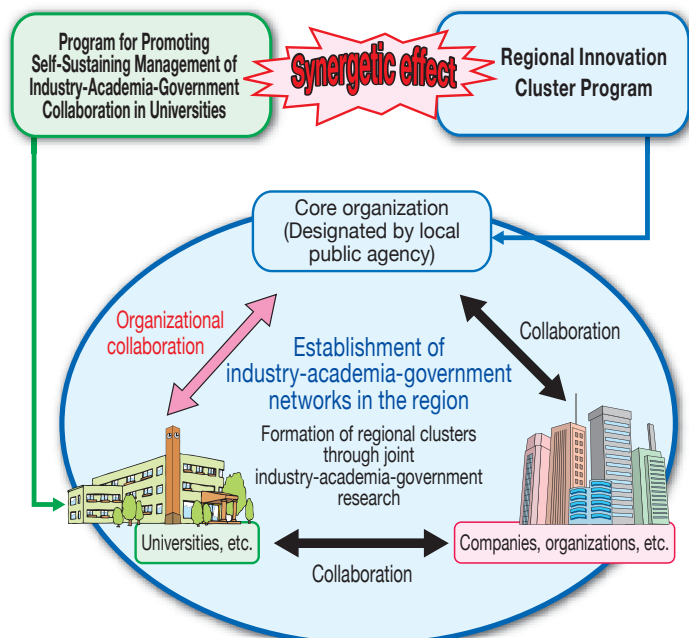 Program for Promoting
Self-Sustaining Management of
Industry-Academia-Government
Collaboration in Universities
Synergetic effect
Regional Innovation
Cluster Program
Core organization
(Designated by local
public agency)
Organizational
collaboration
Collaboration
Establishment of
industry-academia-government
networks in the region
Formation of regional clusters
through joint
industry-academia-government
research
Universities, etc.
Collaboration
Companies, organizations, etc.